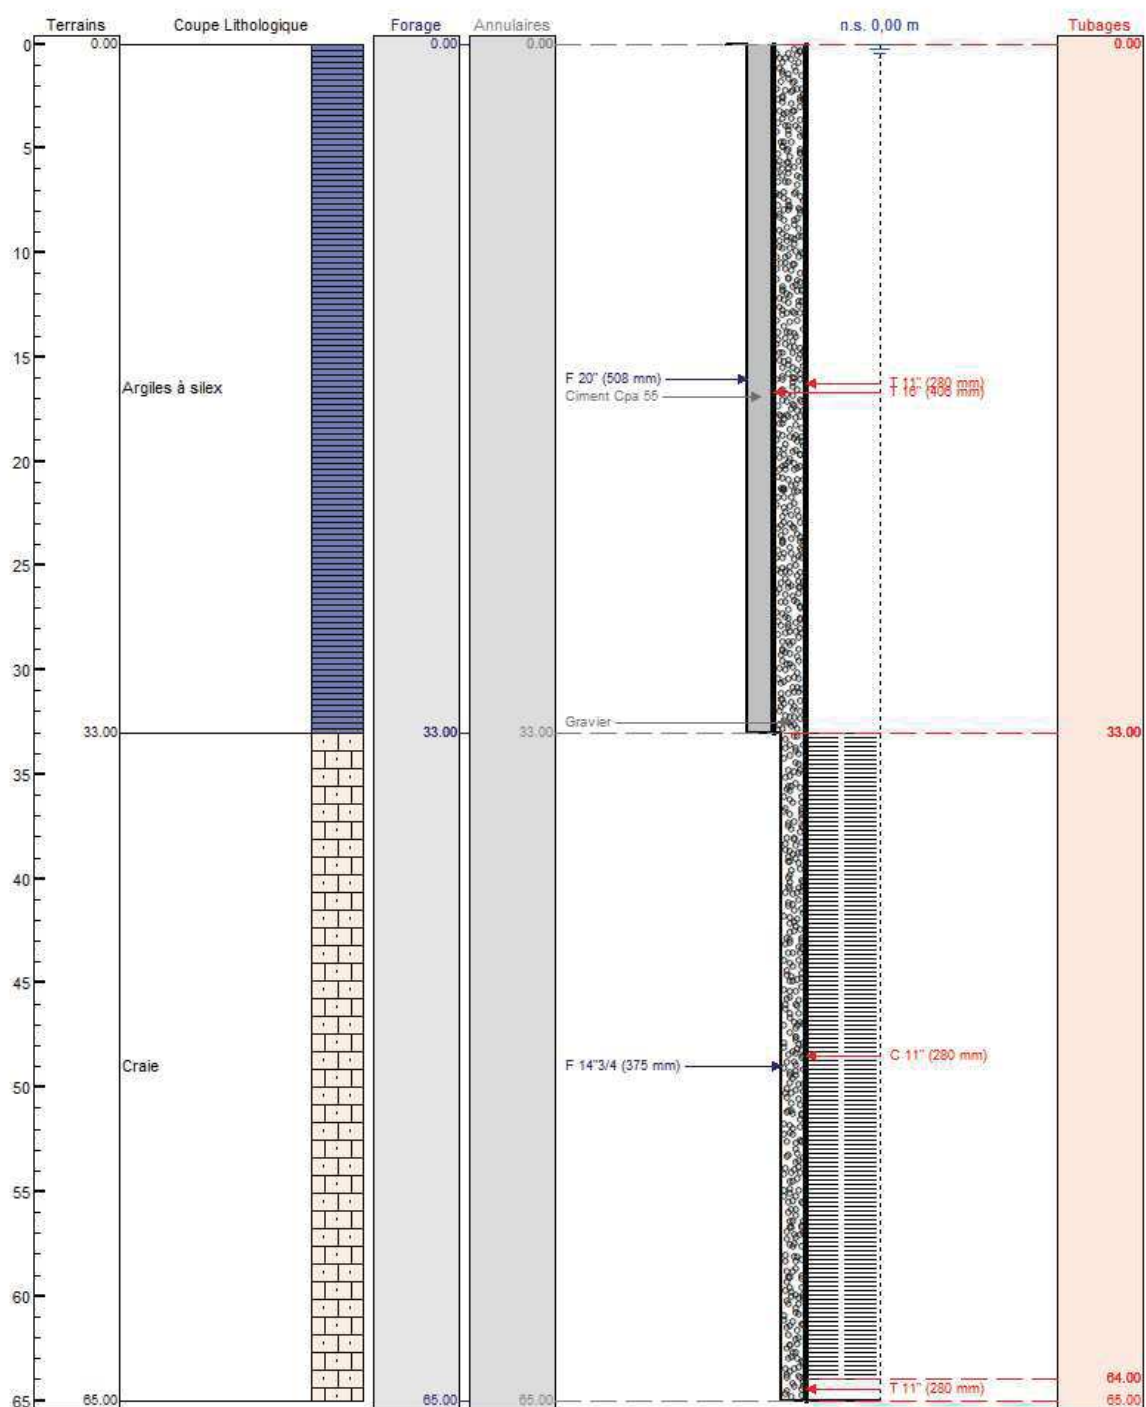 Terrains Coupe Lithologique Forage Annulaires n.s. 0,00 m Tubages
0 0.00 0.00 0.00 0.00
5
10
15
F 20" (508 mm) T 11" (280 mm)
Argiles à silex
Ciment Cpa 55 T 16" (406 mm)
20
25
30
Gravier
33.00 33.00 33.00 33.00
35
40
45
C 11" (280 mm)
Craie F 14"3/4 (375 mm)
50
55
60
64.00
T 11" (280 mm)
65 65.00 65.00 65.00 65.00